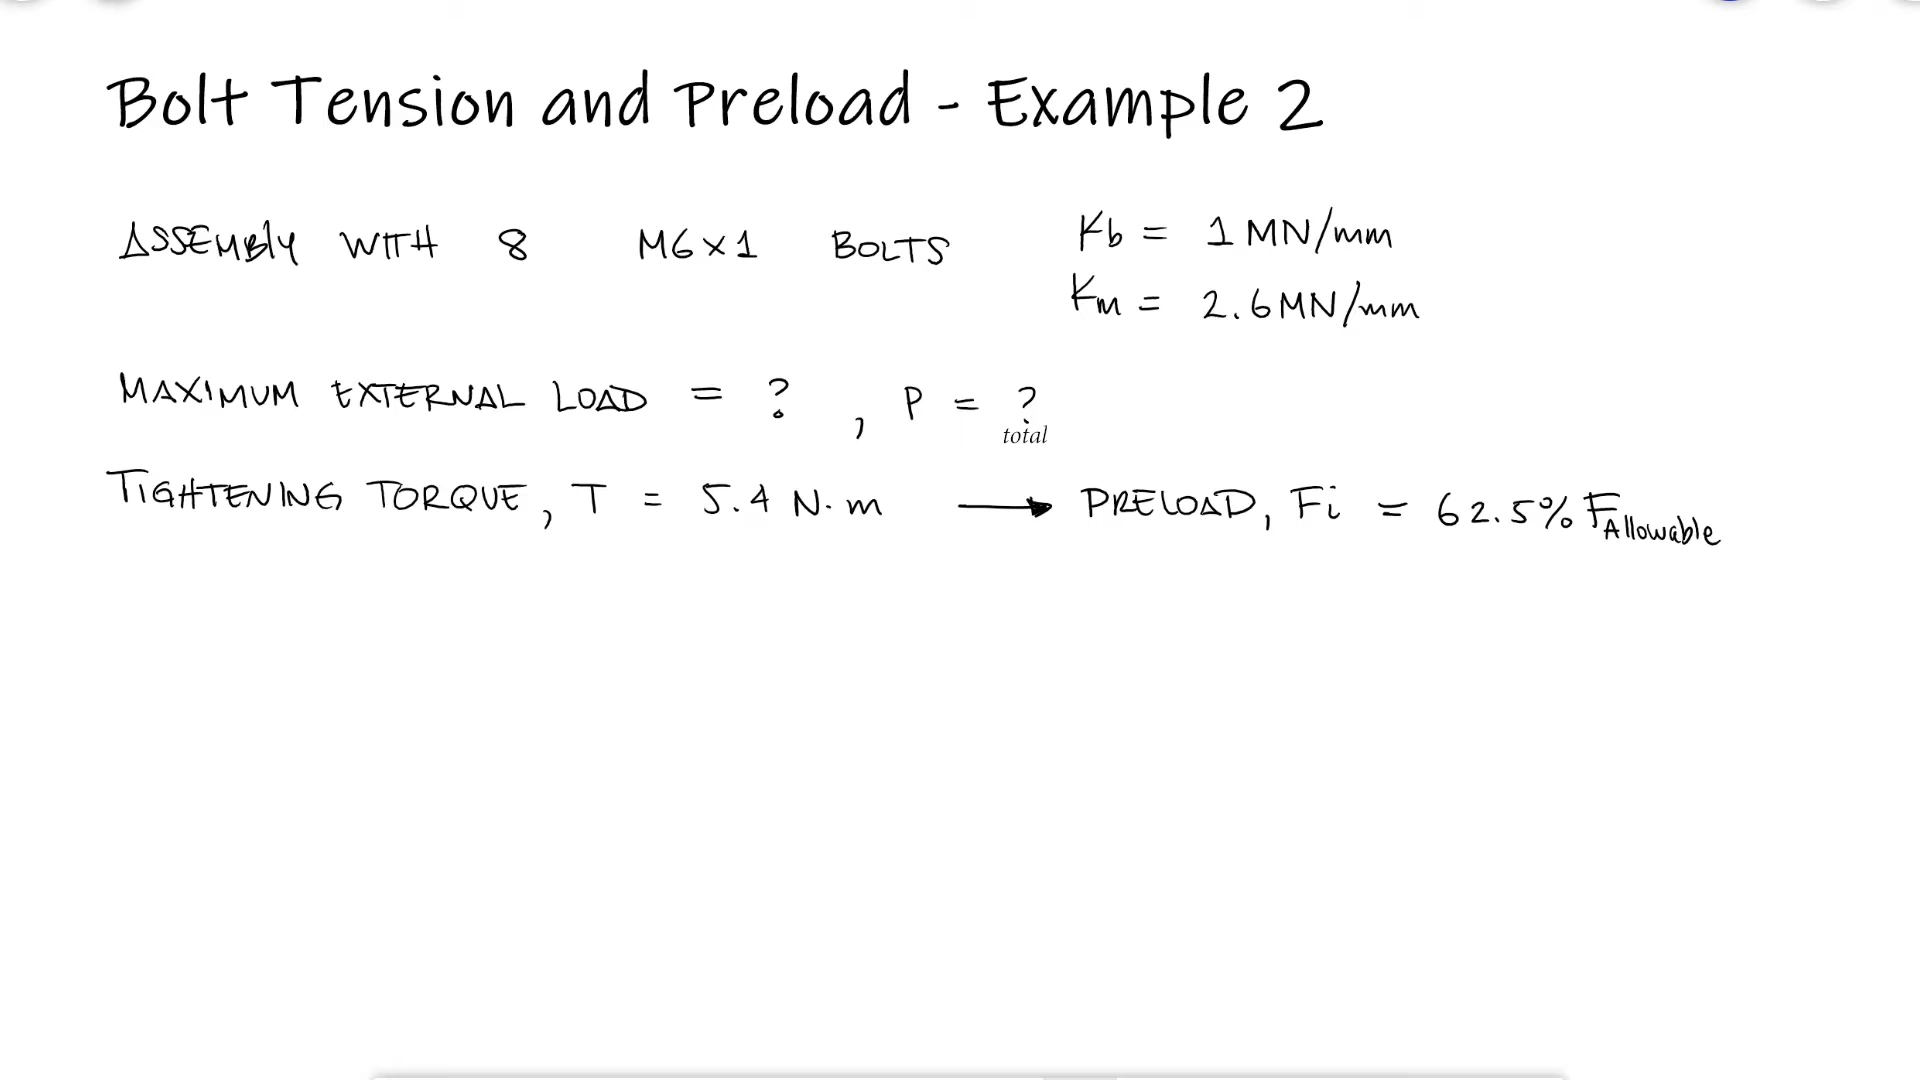 Bolt Tension and Preload - Example 2
ASSEMBLY WITH 8 M6×1 BOLTS
Kb = 1 MN/mm
Km = 2.6 MN/mm
MAXIMUM EXTERNAL LOAD = ? , P = ?
total
TIGHTENING TORQUE, T = 5.4 N·m → PRELOAD, Fi = 62.5% FAllowable